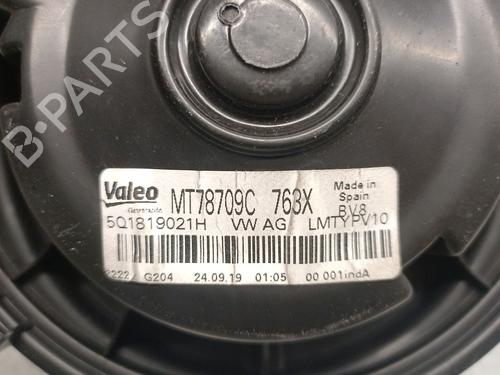 B-PARTS
Valeo MT78709C 763X Made in
Spain
5Q1819021H VW AG LMTYPV10
BV8
G204 24.09.19 01:05 00 001indA